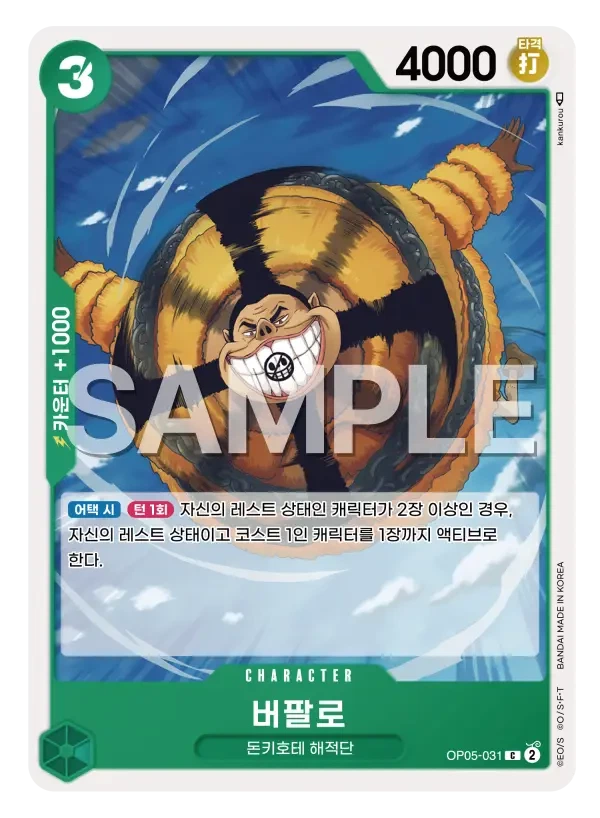 3
4000
타격
打
kankurou
카운터 +1000
SAMPLE
어택 시 턴 1회 자신의 레스트 상태인 캐릭터가 2장 이상인 경우,
자신의 레스트 상태이고 코스트 1인 캐릭터를 1장까지 액티브로
한다.
CHARACTER
버팔로
돈키호테 해적단
OP05-031 C 2
BANDAI MADE IN KOREA
©EO/S ©O/S·F·T